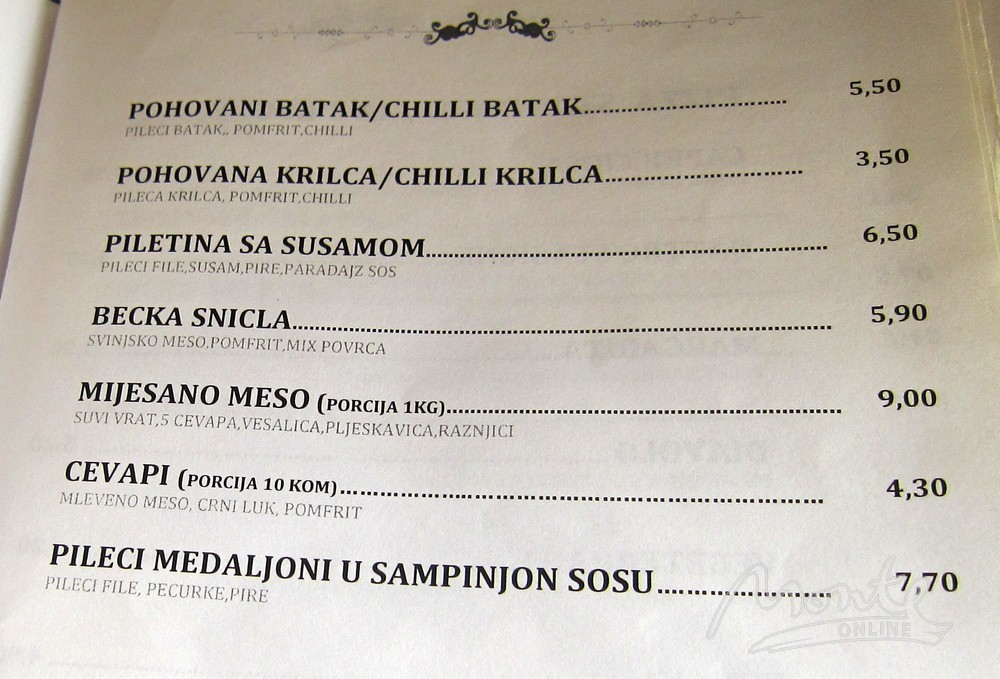 POHOVANI BATAK/CHILLI BATAK........................ 5,50
PILECI BATAK,, POMFRIT,CHILLI
POHOVANA KRILCA/CHILLI KRILCA....................... 3,50
PILECA KRILCA, POMFRIT,CHILLI
PILETINA SA SUSAMOM............................................... 6,50
PILECI FILE,SUSAM,PIRE,PARADAJZ SOS
BECKA SNICLA............................................................... 5,90
SVINJSKO MESO,POMFRIT,MIX POVRCA
MIJESANO MESO (PORCIJA 1KG).............................................. 9,00
SUVI VRAT,5 CEVAPA,VESALICA,PLJESKAVICA,RAZNJICI
CEVAPI (PORCIJA 10 KOM)........................................................ 4,30
MLEVENO MESO, CRNI LUK, POMFRIT
PILECI MEDALJONI U SAMPINJON SOSU.................... 7,70
PILECI FILE, PECURKE,PIRE
Monte
ONLINE